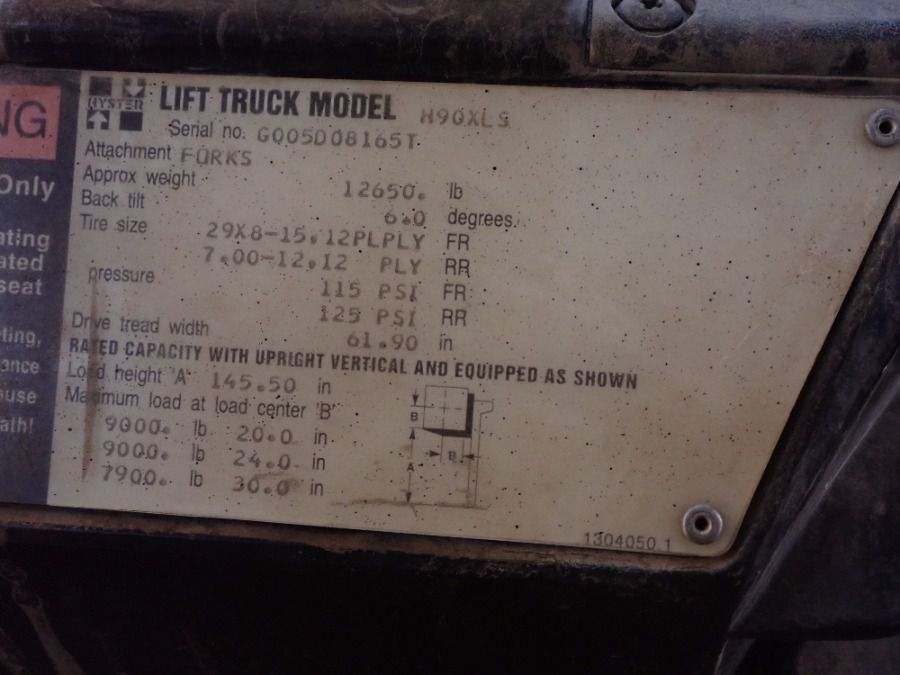 NG
Only
ating
ated
seat
ting,
ance
use
ath!
HYSTER
LIFT TRUCK MODEL H90XLS
Serial no. G005D08165T
Attachment FORKS
Approx weight 12650. lb
Back tilt 6.0 degrees.
Tire size 29X8-15.12PLPLY FR
7.00-12.12 PLY RR
pressure 115 PSI FR
125 PSI RR
Drive tread width 61.90 in
RATED CAPACITY WITH UPRIGHT VERTICAL AND EQUIPPED AS SHOWN
Load height 'A' 145.50 in
Maximum load at load center 'B'
9000. lb 20.0 in
9000. lb 24.0 in
7900. lb 30.0 in
B
B
A
1304050.1